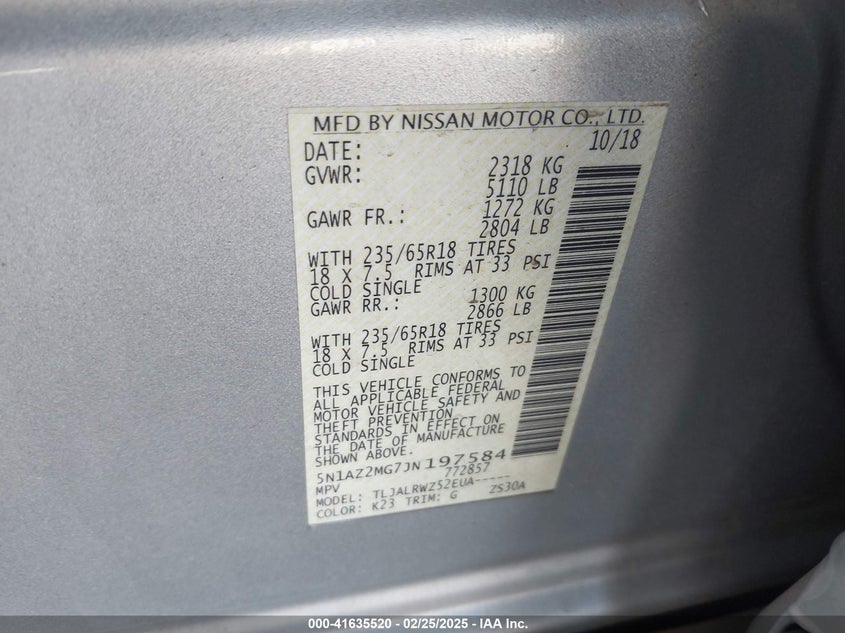 MFD BY NISSAN MOTOR CO., LTD.
DATE: 10/18
GVWR: 2318 KG
5110 LB
GAWR FR.: 1272 KG
2804 LB
WITH 235/65R18 TIRES
18 X 7.5 RIMS AT 33 PSI
COLD SINGLE
GAWR RR.: 1300 KG
2866 LB
WITH 235/65R18 TIRES
18 X 7.5 RIMS AT 33 PSI
COLD SINGLE
THIS VEHICLE CONFORMS TO
ALL APPLICABLE FEDERAL
MOTOR VEHICLE SAFETY AND
THEFT PREVENTION
STANDARDS IN EFFECT ON
THE DATE OF MANUFACTURE
SHOWN ABOVE.
5N1AZ2MG7JN197584
MPV 772857
MODEL: TLJALRWZ52EUA-----
COLOR: K23 TRIM: G ZS30A
000-41635520 / 02/25/2025 — IAA Inc.